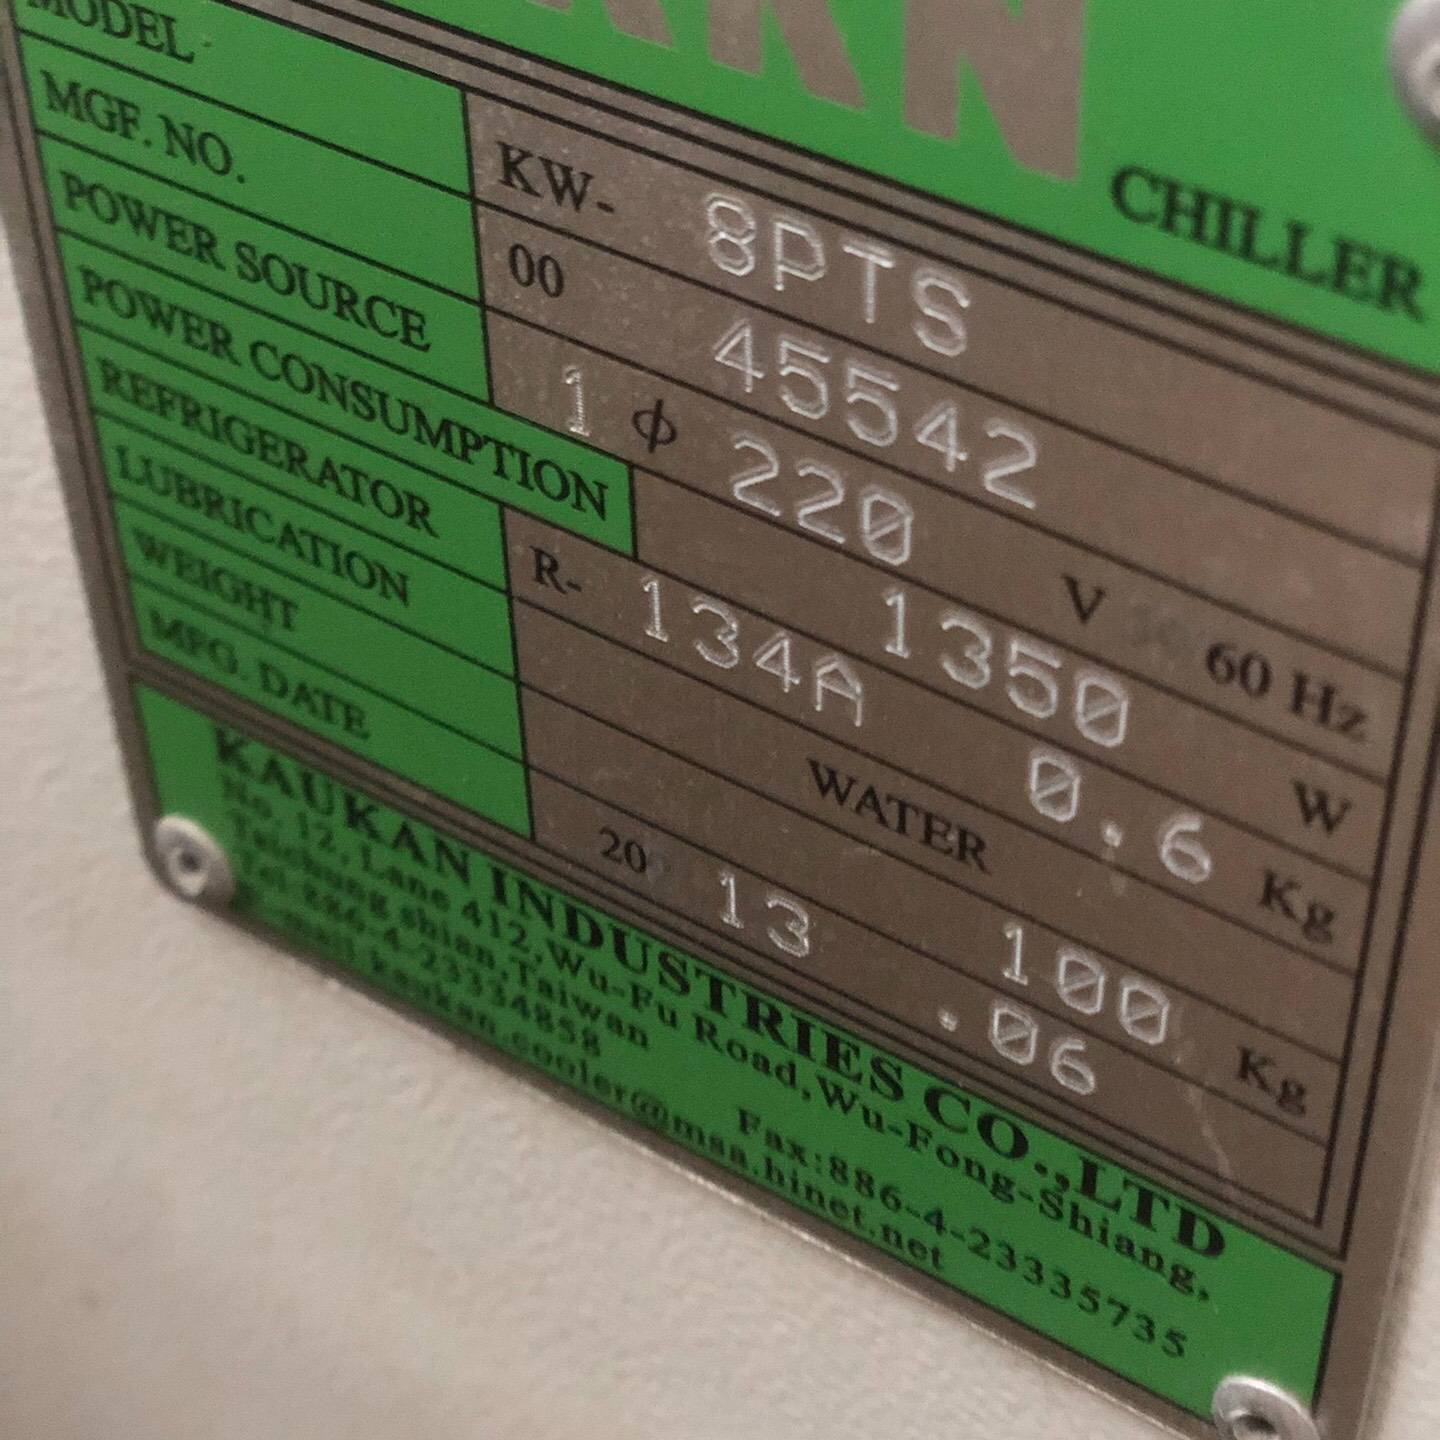 CHILLER
MODEL KW- 8PTS
MGF. NO. 00 45542
POWER SOURCE 1 ϕ 220 V 60 Hz
POWER CONSUMPTION 1350 W
REFRIGERATOR R- 134A 0.6 Kg
LUBRICATION WATER
WEIGHT 100 Kg
MFG. DATE 20 13 .06
KAUKAN INDUSTRIES CO.,LTD
No. 12, Lane 412,Wu-Fu Road,Wu-Fong-Shiang,
Taichung shian,Taiwan
Tel:886-4-23334858 Fax:886-4-23335735
E-mail:kaukan.cooler@msa.hinet.net